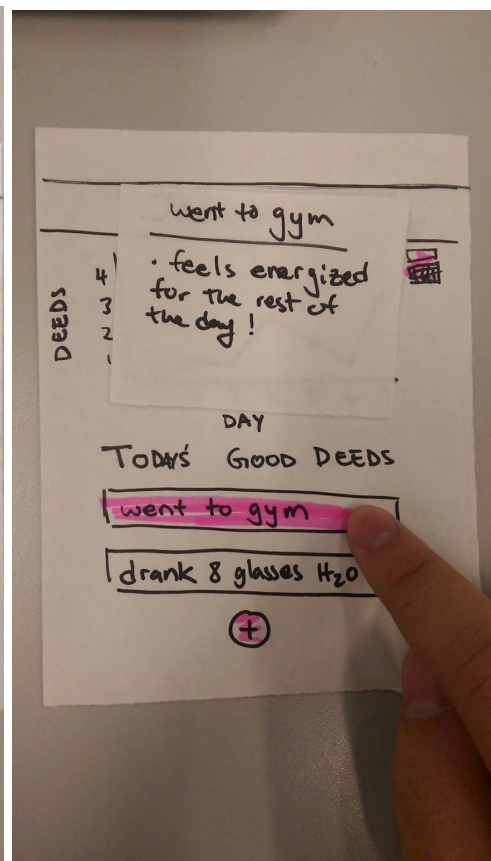 went to gym
• feels energized
for the rest of
the day!
DEEDS
4
3
2
DAY
TODAY'S GOOD DEEDS
went to gym
drank 8 glasses H₂O
+